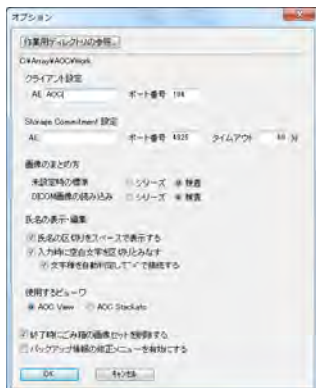 オプション
作業用ディレクトリの参照...
C:¥Array¥AOC¥Work
クライアント設定
AE AOC ポート番号 104
Storage Commitment 設定
AE ポート番号 タイムアウト 60 M
画像のまとめ方
未設定時の標準 シリーズ 検査
DICOM画像の読み込み シリーズ 検査
氏名の表示・編集
氏名の区切りをスペースで表示する
入力時に空白文字を区切りとみなす
文字種を自動判定して"="で接続する
使用するビューワ
AOC View AOC Stackato
終了時にごみ箱の画像セットを削除する
バックアップ情報の修正メニューを有効にする
OK キャンセル